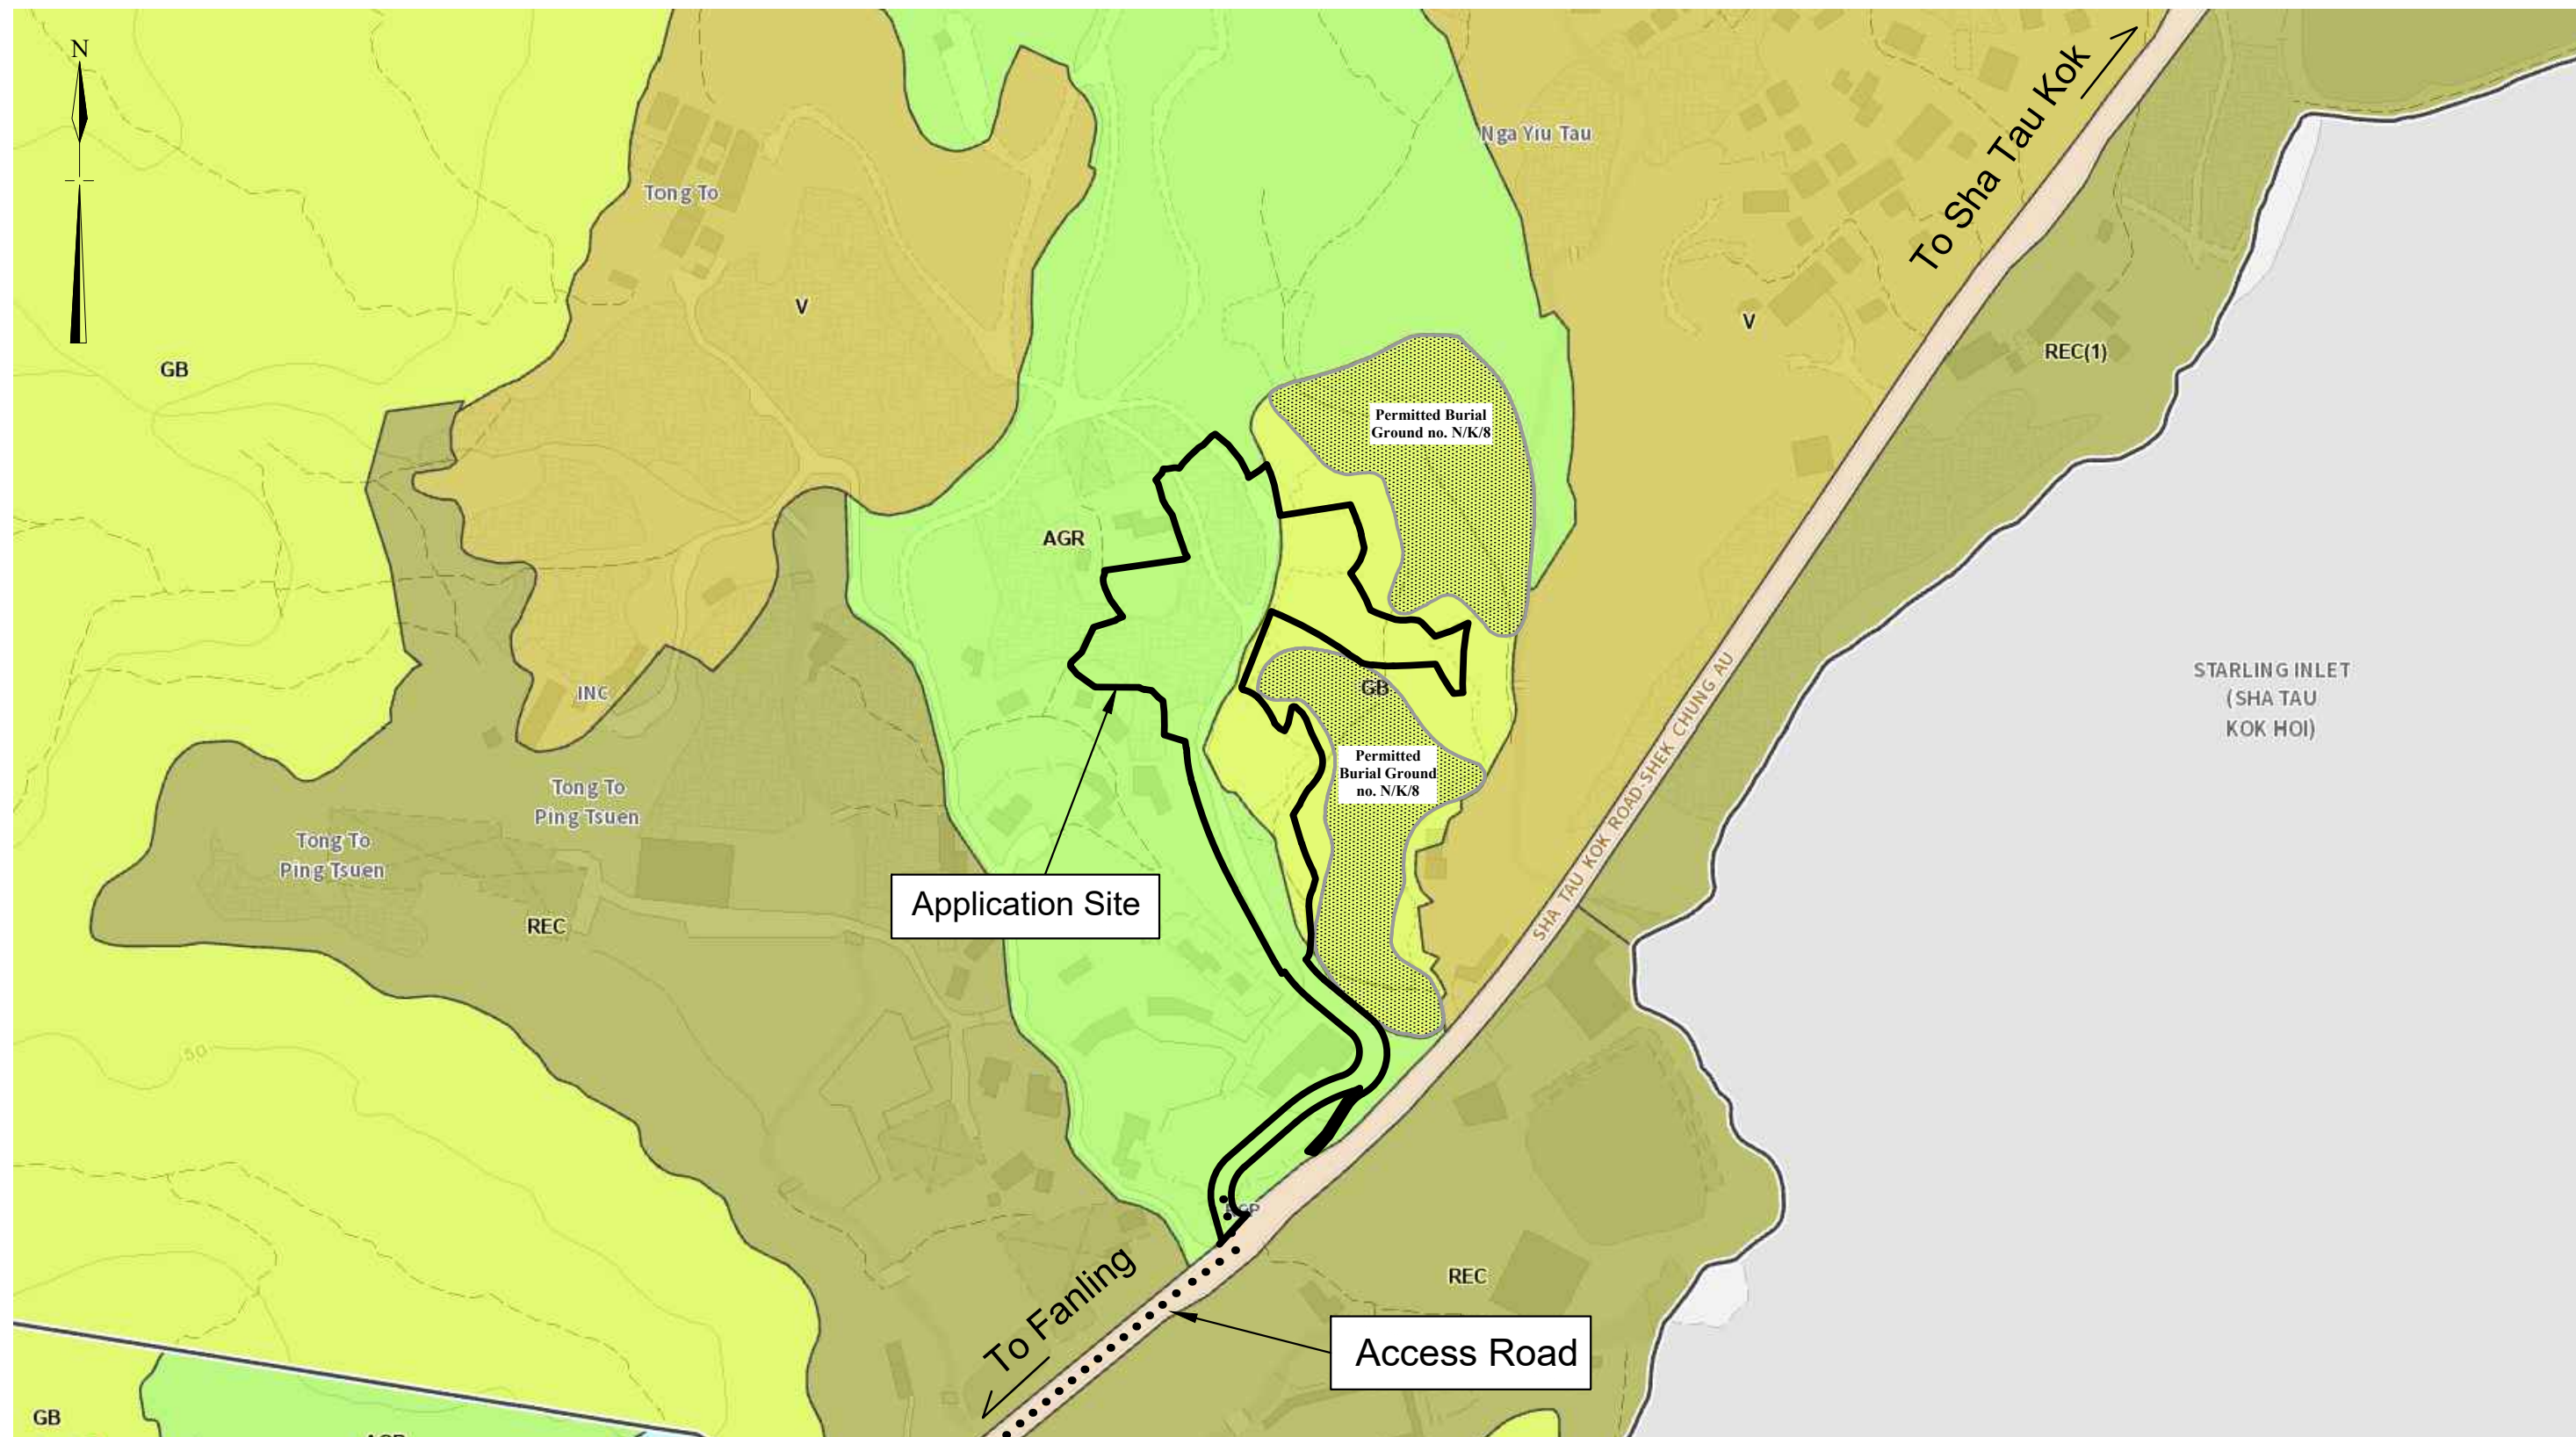 N
To Sha Tau Kok
Nga Yiu Tau
Tong To
V
V
REC(1)
GB
Permitted Burial
Ground no. N/K/8
AGR
STARLING INLET
(SHA TAU
KOK HOI)
INC
GB
SHA TAU KOK ROAD-SHEK CHUNG AU
Permitted
Burial Ground
no. N/K/8
Tong To
Ping Tsuen
Tong To
Ping Tsuen
Application Site
REC
50
To Fanling
REC
Access Road
GB